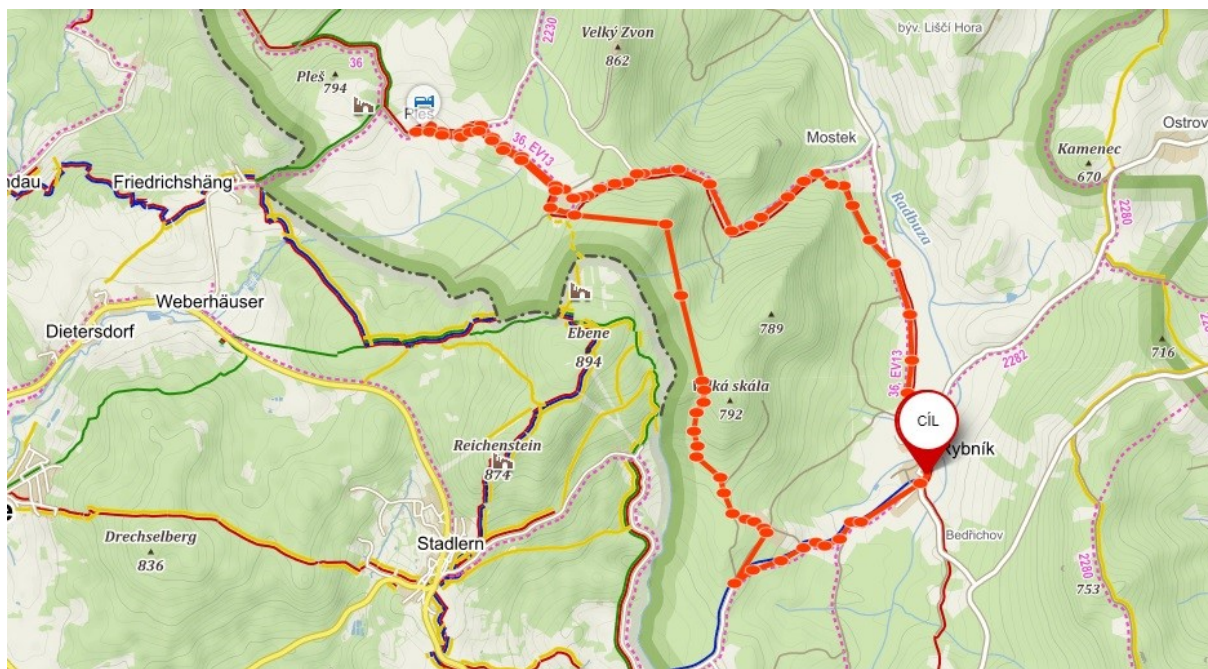 býv. Liščí Hora
Velký Zvon
862
2230
36
Pleš
794
36, EV13
Mostek
Ostrov
Kamenec
670
2280
Friedrichshäng
Radbuza
Weberhäuser
Dietersdorf
Ebene
894
789
716
2282
36, EV13
792
CÍL
Rybník
Reichenstein
874
Bedřichov
Drechselberg
836
Stadlern
2280
753